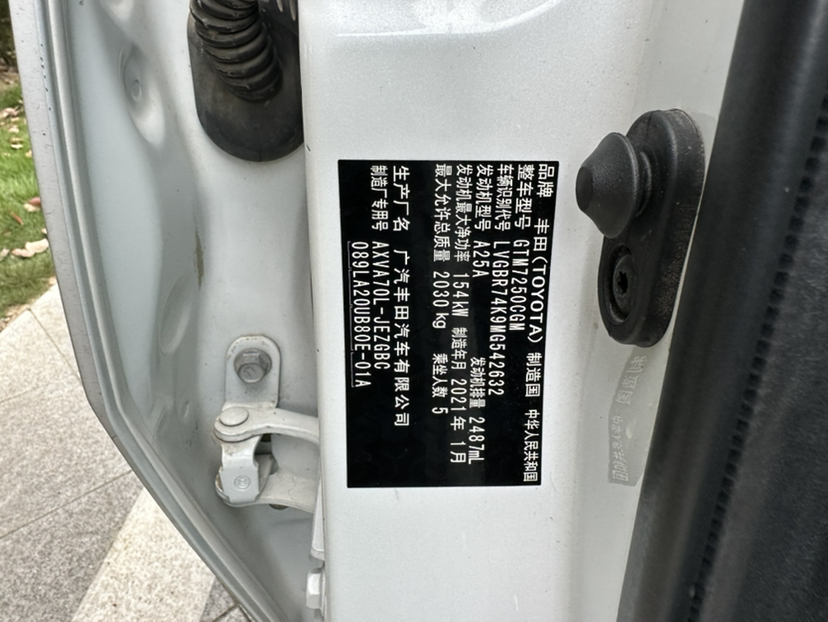 品牌 丰田(TOYOTA) 制造国 中华人民共和国
整车型号 GTM7250CGM
车辆识别代号 LVGBR74K9MG542632
发动机型号 A25A 发动机排量 2487mL
发动机最大净功率 154kW 制造年月 2021年1月
最大允许总质量 2030kg 乘坐人数 5
生产厂名 广汽丰田汽车有限公司
制造厂专用号 AXVA70L-JEZGBC
089LA20UB80E-01A